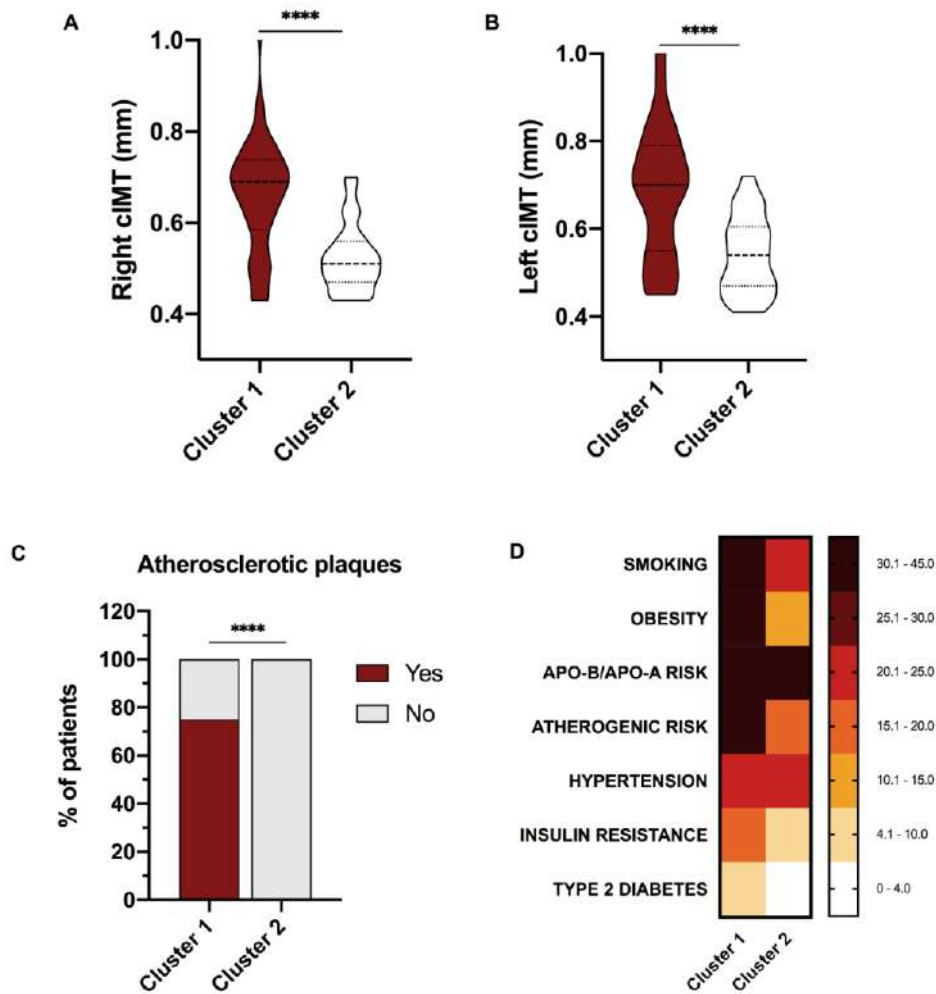 A
****
Right cIMT (mm)
1.0
0.8
0.6
0.4
Cluster 1
Cluster 2
B
****
Left cIMT (mm)
1.0
0.8
0.6
0.4
Cluster 1
Cluster 2
C
Atherosclerotic plaques
% of patients
120
100
80
60
40
20
0
****
Yes
No
Cluster 1
Cluster 2
D
SMOKING
OBESITY
APO-B/APO-A RISK
ATHEROGENIC RISK
HYPERTENSION
INSULIN RESISTANCE
TYPE 2 DIABETES
Cluster 1
Cluster 2
30.1 - 45.0
25.1 - 30.0
20.1 - 25.0
15.1 - 20.0
10.1 - 15.0
4.1 - 10.0
0 - 4.0